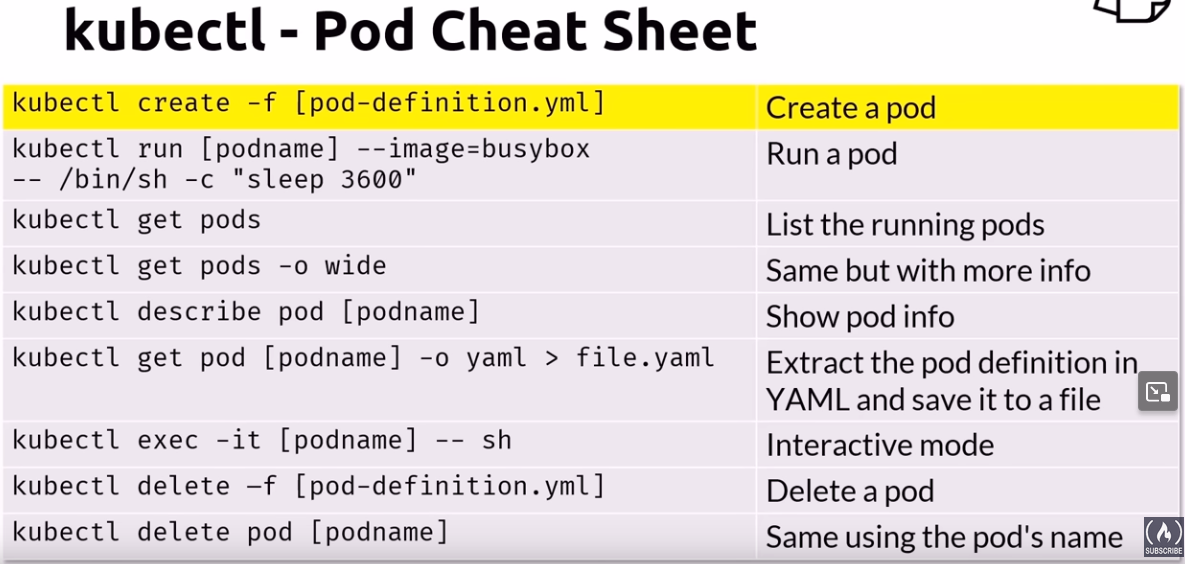 kubectl - Pod Cheat Sheet
kubectl create -f [pod-definition.yml]
Create a pod
kubectl run [podname] --image=busybox
-- /bin/sh -c "sleep 3600"
Run a pod
kubectl get pods
List the running pods
kubectl get pods -o wide
Same but with more info
kubectl describe pod [podname]
Show pod info
kubectl get pod [podname] -o yaml > file.yaml
Extract the pod definition in
YAML and save it to a file
kubectl exec -it [podname] -- sh
Interactive mode
kubectl delete –f [pod-definition.yml]
Delete a pod
kubectl delete pod [podname]
Same using the pod's name
SUBSCRIBE